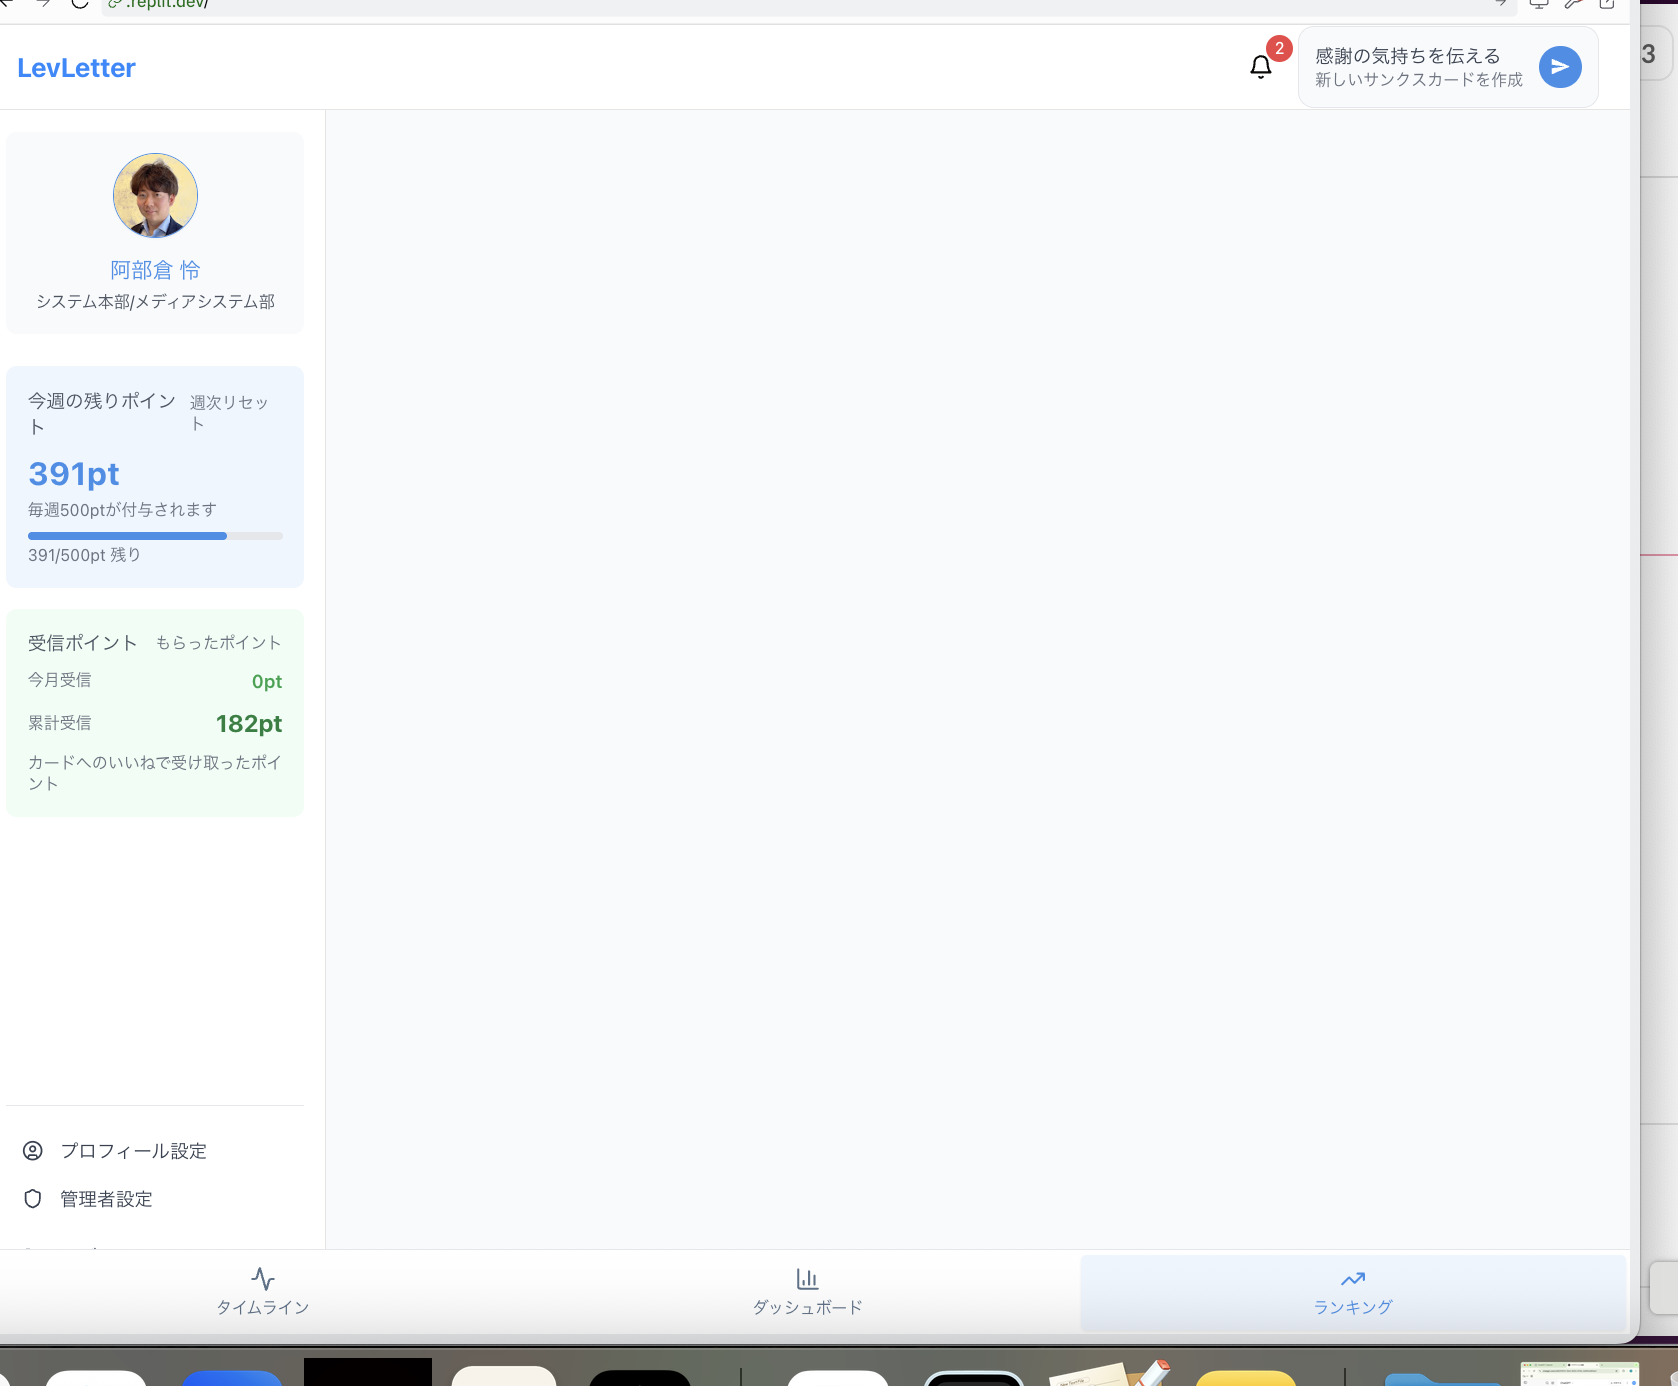 .replit.dev/
LevLetter
2
感謝の気持ちを伝える
新しいサンクスカードを作成
3
阿部倉 怜
システム本部/メディアシステム部
今週の残りポイン
ト
週次リセッ
ト
391pt
毎週500ptが付与されます
391/500pt 残り
受信ポイント
もらったポイント
今月受信
0pt
累計受信
182pt
カードへのいいねで受け取ったポイ
ント
プロフィール設定
管理者設定
タイムライン
ダッシュボード
ランキング